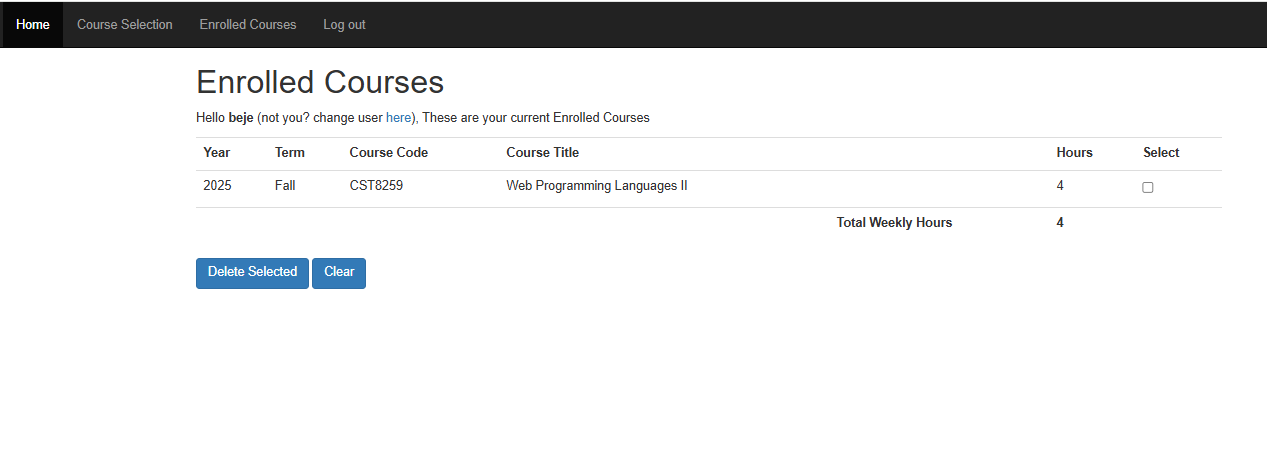 Home Course Selection Enrolled Courses Log out
Enrolled Courses
Hello beje (not you? change user here), These are your current Enrolled Courses
Year Term Course Code Course Title Hours Select
2025 Fall CST8259 Web Programming Languages II 4
Total Weekly Hours 4
Delete Selected Clear